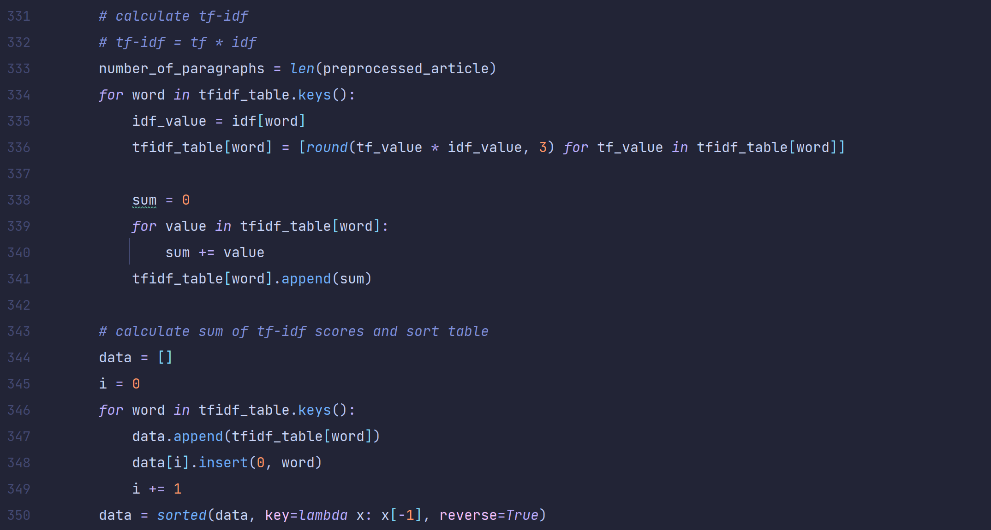 331 # calculate tf-idf
332 # tf-idf = tf * idf
333 number_of_paragraphs = len(preprocessed_article)
334 for word in tfidf_table.keys():
335     idf_value = idf[word]
336     tfidf_table[word] = [round(tf_value * idf_value, 3) for tf_value in tfidf_table[word]]
337
338     sum = 0
339     for value in tfidf_table[word]:
340         sum += value
341     tfidf_table[word].append(sum)
342
343 # calculate sum of tf-idf scores and sort table
344 data = []
345 i = 0
346 for word in tfidf_table.keys():
347     data.append(tfidf_table[word])
348     data[i].insert(0, word)
349     i += 1
350 data = sorted(data, key=lambda x: x[-1], reverse=True)